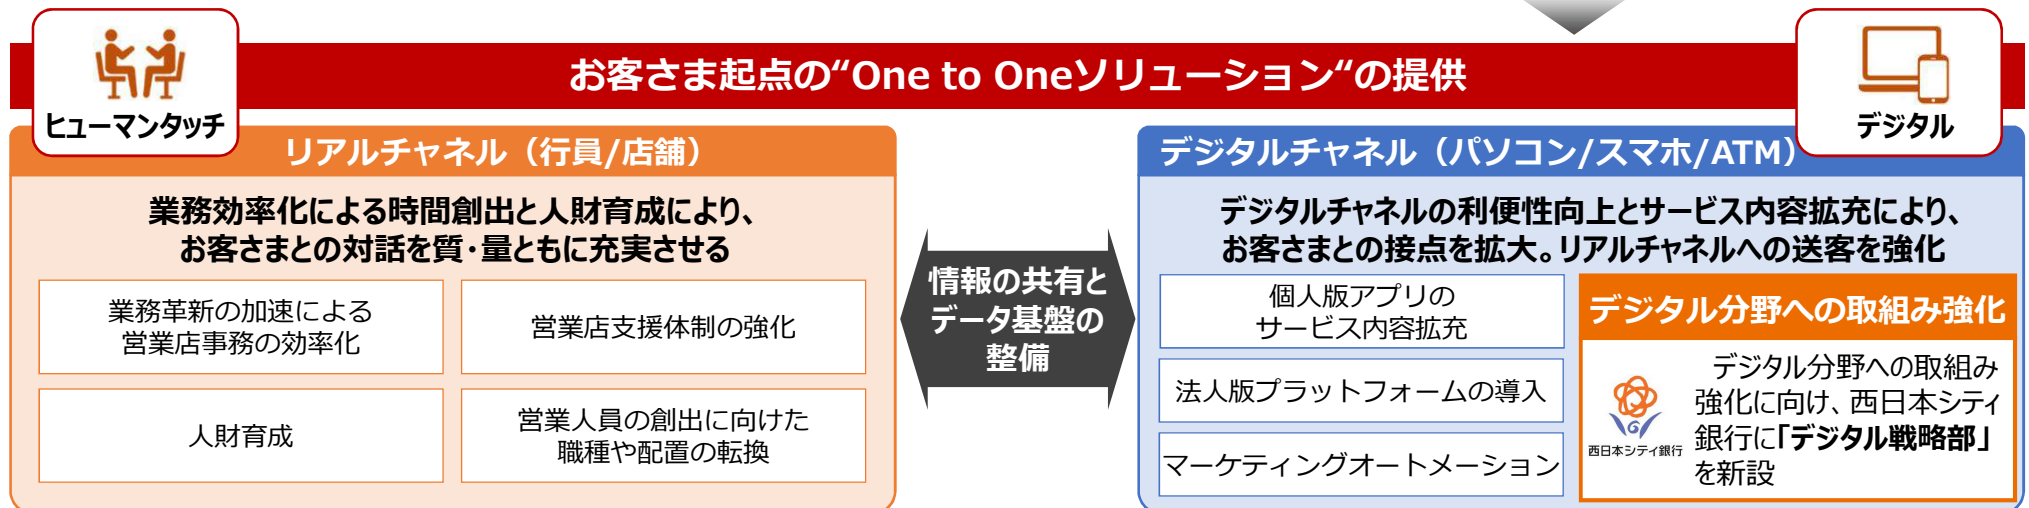 お客さま起点の“One to Oneソリューション“の提供
ヒューマンタッチ
デジタル
リアルチャネル（行員/店舗）
業務効率化による時間創出と人財育成により、
お客さまとの対話を質・量ともに充実させる
業務革新の加速による
営業店事務の効率化
営業店支援体制の強化
人財育成
営業人員の創出に向けた
職種や配置の転換
情報の共有と
データ基盤の
整備
デジタルチャネル（パソコン/スマホ/ATM）
デジタルチャネルの利便性向上とサービス内容拡充により、
お客さまとの接点を拡大。リアルチャネルへの送客を強化
個人版アプリの
サービス内容拡充
法人版プラットフォームの導入
マーケティングオートメーション
デジタル分野への取組み強化
西日本シティ銀行
デジタル分野への取組み
強化に向け、西日本シティ
銀行に「デジタル戦略部」
を新設